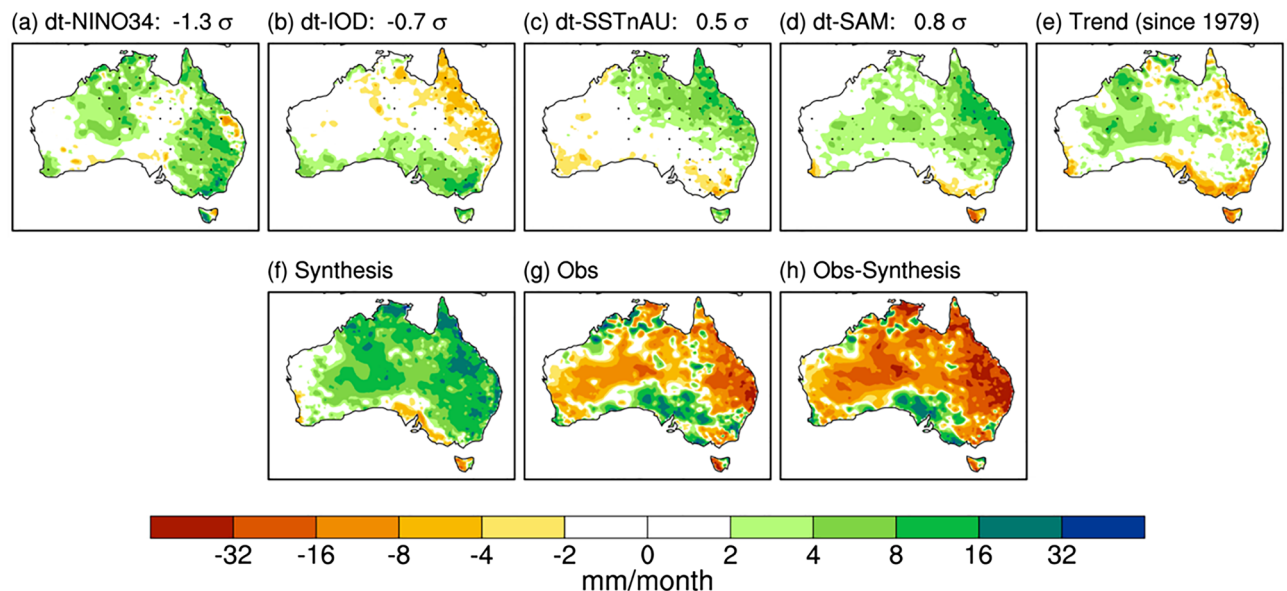 (a) dt-NINO34: -1.3 σ
(b) dt-IOD: -0.7 σ
(c) dt-SSTnAU: 0.5 σ
(d) dt-SAM: 0.8 σ
(e) Trend (since 1979)
(f) Synthesis
(g) Obs
(h) Obs-Synthesis
-32 -16 -8 -4 -2 0 2 4 8 16 32
mm/month